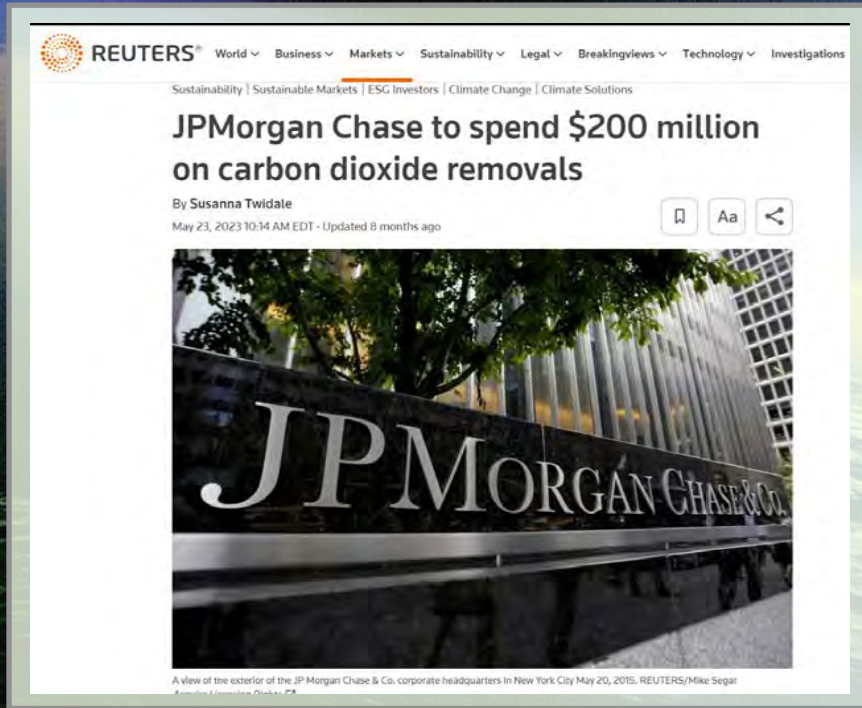 REUTERS® World Business Markets Sustainability Legal Breakingviews Technology Investigations
Sustainability | Sustainable Markets | ESG Investors | Climate Change | Climate Solutions
JPMorgan Chase to spend $200 million
on carbon dioxide removals
By Susanna Twidale
May 23, 2023 10:14 AM EDT · Updated 8 months ago
Aa
JPMORGAN CHASE & CO.
A view of the exterior of the JP Morgan Chase & Co. corporate headquarters in New York City May 20, 2015. REUTERS/Mike Segar